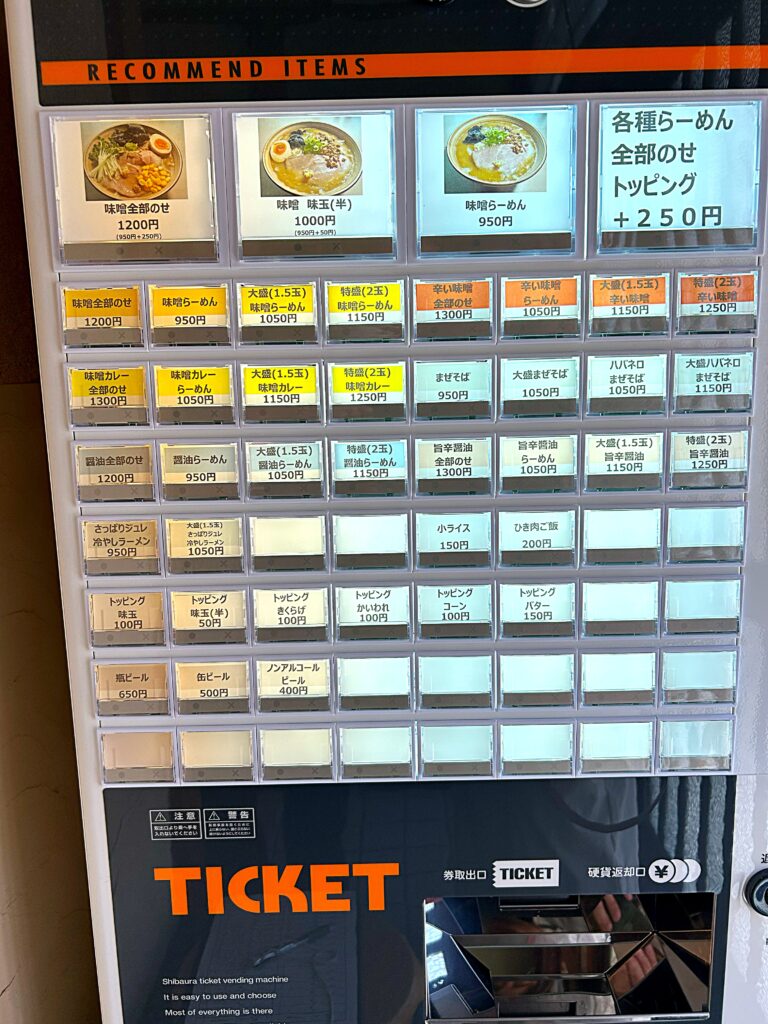 RECOMMEND ITEMS
味噌全部のせ
1200円
(950円+250円)
味噌 味玉(半)
1000円
(950円+50円)
味噌らーめん
950円
各種らーめん
全部のせ
トッピング
+250円
味噌全部のせ
1200円
味噌らーめん
950円
大盛(1.5玉)
味噌らーめん
1050円
特盛(2玉)
味噌らーめん
1150円
辛い味噌
全部のせ
1300円
辛い味噌
らーめん
1050円
大盛(1.5玉)
辛い味噌
1150円
特盛(2玉)
辛い味噌
1250円
味噌カレー
全部のせ
1300円
味噌カレー
らーめん
1050円
大盛(1.5玉)
味噌カレー
1150円
特盛(2玉)
味噌カレー
1250円
まぜそば
950円
大盛まぜそば
1050円
ハバネロ
まぜそば
1050円
大盛ハバネロ
まぜそば
1150円
醤油全部のせ
1200円
醤油らーめん
950円
大盛(1.5玉)
醤油らーめん
1050円
特盛(2玉)
醤油らーめん
1150円
旨辛醤油
全部のせ
1300円
旨辛醤油
らーめん
1050円
大盛(1.5玉)
旨辛醤油
1150円
特盛(2玉)
旨辛醤油
1250円
さっぱりジュレ
冷やしラーメン
950円
大盛(1.5玉)
さっぱりジュレ
冷やしラーメン
1050円
小ライス
150円
ひき肉ご飯
200円
トッピング
味玉
100円
トッピング
味玉(半)
50円
トッピング
きくらげ
100円
トッピング
かいわれ
100円
トッピング
コーン
100円
トッピング
バター
150円
瓶ビール
650円
缶ビール
500円
ノンアルコール
ビール
400円
注意
取出口より奥へ手を
入れないでください
警告
TICKET
券取出口
TICKET
硬貨返却口
¥
Shibaura ticket vending machine
It is easy to use and choose
Most of everything is there